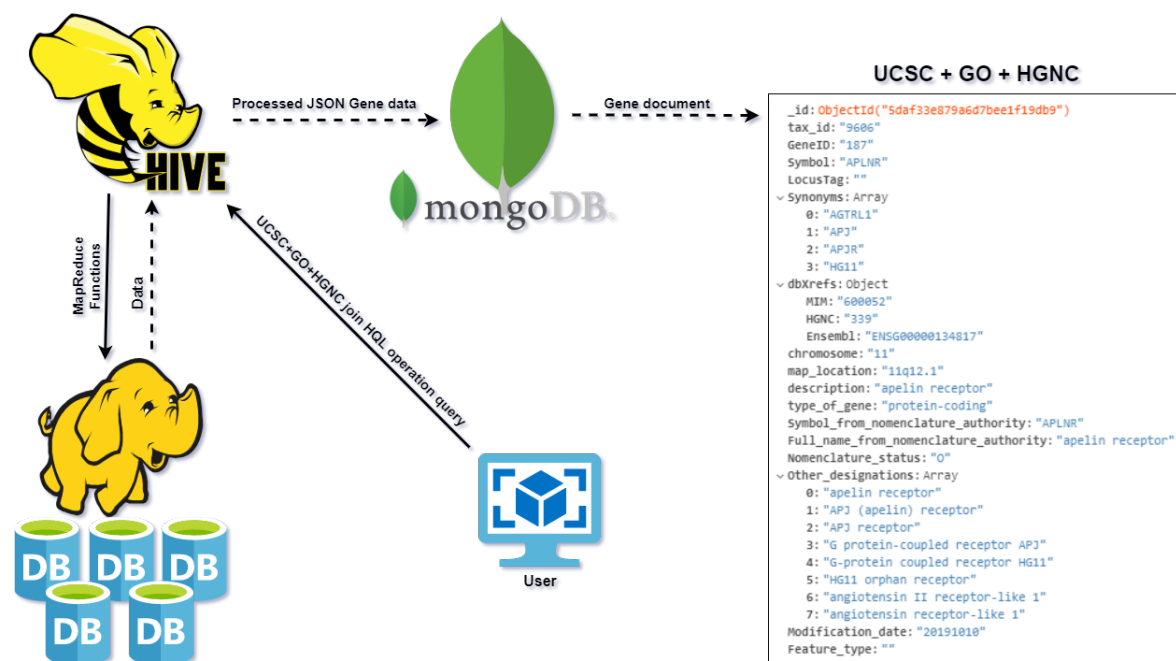 HIVE
Processed JSON Gene data
mongoDB.
Gene document
MapReduce
Functions
Data
UCSC+GO+HGNC join HQL operation query
DB
DB
DB
DB
DB
User
UCSC + GO + HGNC
_id: ObjectId("5daf33e879a6d7bee1f19db9")
tax_id: "9606"
GeneID: "187"
Symbol: "APLNR"
LocusTag: ""
Synonyms: Array
0: "AGTRL1"
1: "APJ"
2: "APJR"
3: "HG11"
dbXrefs: Object
MIM: "600052"
HGNC: "339"
Ensembl: "ENSG00000134817"
chromosome: "11"
map_location: "11q12.1"
description: "apelin receptor"
type_of_gene: "protein-coding"
Symbol_from_nomenclature_authority: "APLNR"
Full_name_from_nomenclature_authority: "apelin receptor"
Nomenclature_status: "O"
Other_designations: Array
0: "apelin receptor"
1: "APJ (apelin) receptor"
2: "APJ receptor"
3: "G protein-coupled receptor APJ"
4: "G-protein coupled receptor HG11"
5: "HG11 orphan receptor"
6: "angiotensin II receptor-like 1"
7: "angiotensin receptor-like 1"
Modification_date: "20191010"
Feature_type: ""